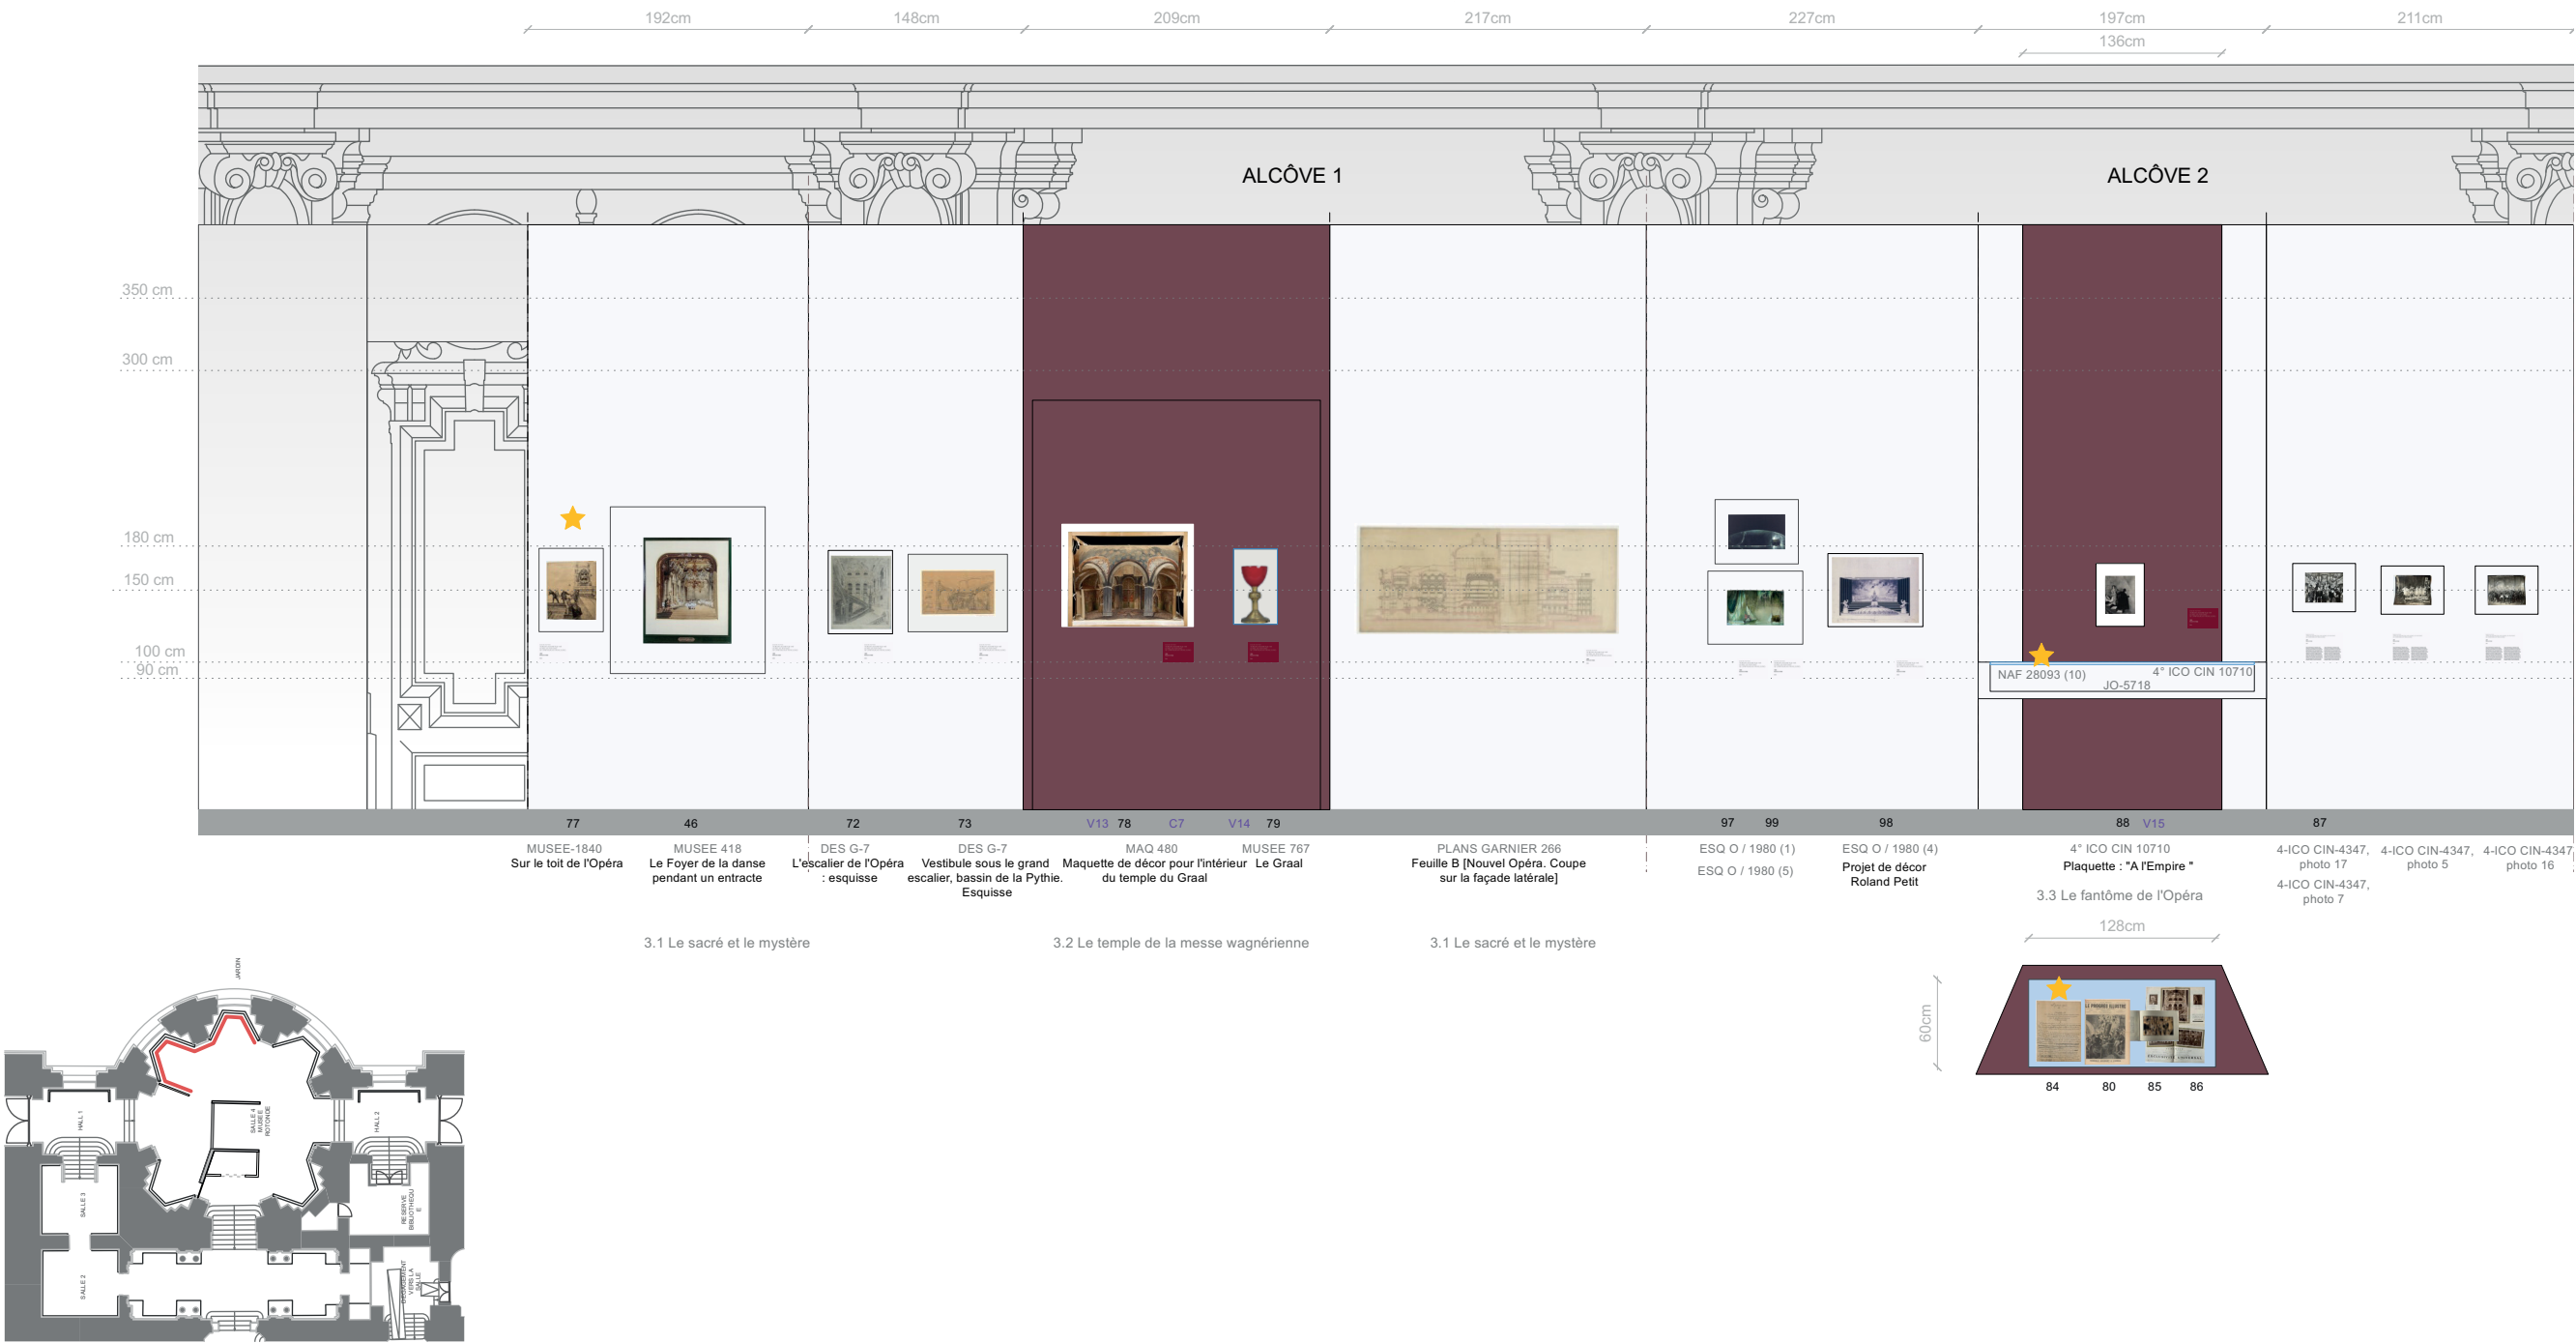 192cm 148cm 209cm 217cm 227cm 197cm 211cm
136cm
ALCÔVE 1 ALCÔVE 2
350 cm
300 cm
180 cm
150 cm
100 cm
90 cm
NAF 28093 (10) 4° ICO CIN 10710
JO-5718
77 46 72 73 V13 78 C7 V14 79 97 99 98 88 V15 87
MUSEE-1840
Sur le toit de l'Opéra
MUSEE 418
Le Foyer de la danse
pendant un entracte
DES G-7
L'escalier de l'Opéra
: esquisse
DES G-7
Vestibule sous le grand
escalier, bassin de la Pythie.
Esquisse
MAQ 480
Maquette de décor pour l'intérieur
du temple du Graal
MUSEE 767
Le Graal
PLANS GARNIER 266
Feuille B [Nouvel Opéra. Coupe
sur la façade latérale]
ESQ O / 1980 (1)
ESQ O / 1980 (5)
ESQ O / 1980 (4)
Projet de décor
Roland Petit
4° ICO CIN 10710
Plaquette : "A l'Empire "
3.3 Le fantôme de l'Opéra
4-ICO CIN-4347,
photo 17
4-ICO CIN-4347,
photo 7
4-ICO CIN-4347,
photo 5
4-ICO CIN-4347,
photo 16
3.1 Le sacré et le mystère
3.2 Le temple de la messe wagnérienne
3.1 Le sacré et le mystère
128cm
60cm
84 80 85 86
JARDIN
HALL 1
SALLE 4
MUSEE
ROTONDE
HALL 2
SALLE 3
RESERVE
BIBLIOTHEQU
E
SALLE 2
DEGAGEMENT
VERS LA
SALLE